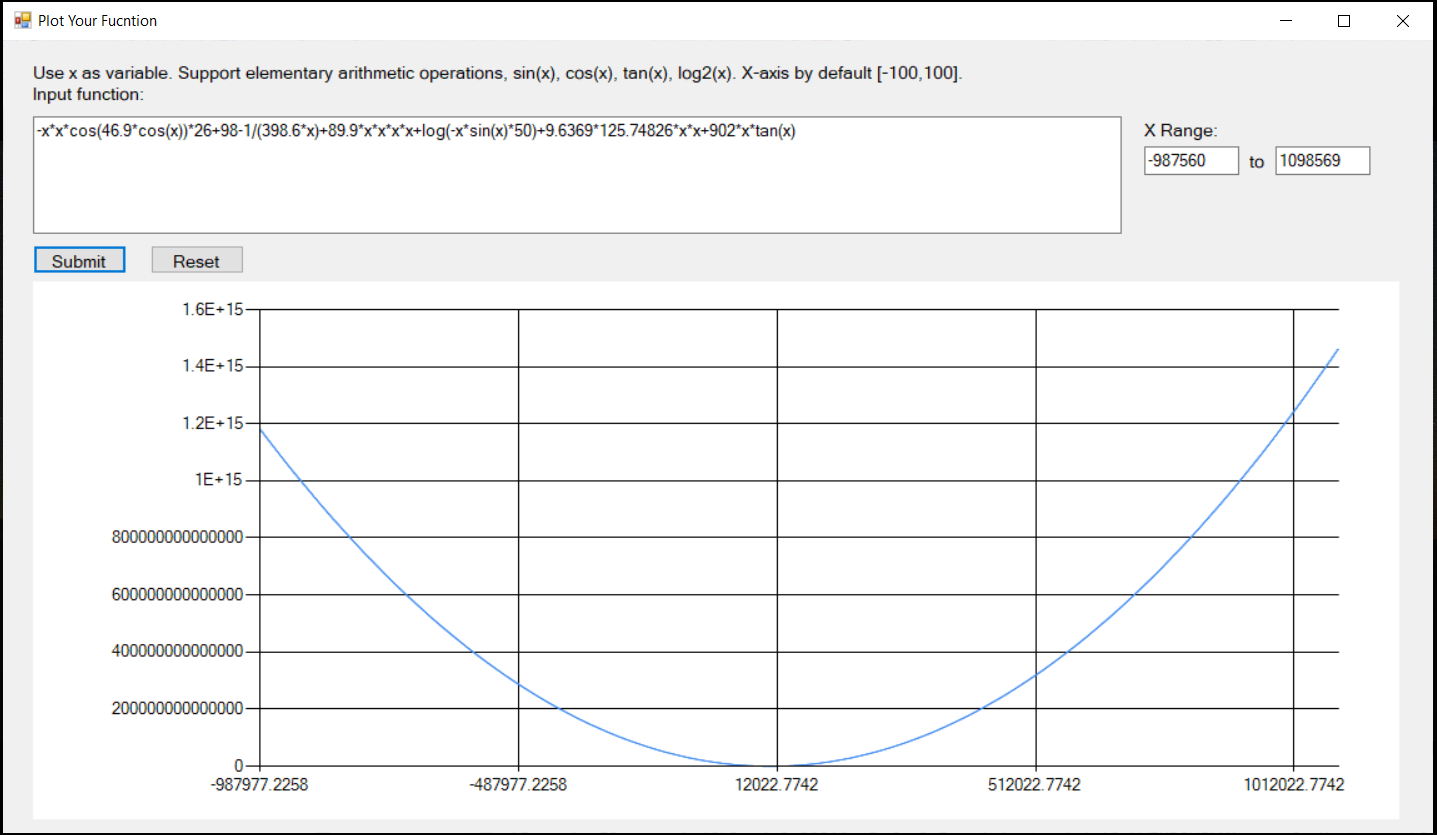 Plot Your Fucntion
Use x as variable. Support elementary arithmetic operations, sin(x), cos(x), tan(x), log2(x). X-axis by default [-100,100].
Input function:
-x*x*cos(46.9*cos(x))*26+98-1/(398.6*x)+89.9*x*x*x*x+log(-x*sin(x)*50)+9.6369*125.74826*x*x+902*x*tan(x)
X Range:
-987560 to 1098569
Submit Reset
1.6E+15
1.4E+15
1.2E+15
1E+15
800000000000000
600000000000000
400000000000000
200000000000000
0
-987977.2258 -487977.2258 12022.7742 512022.7742 1012022.7742